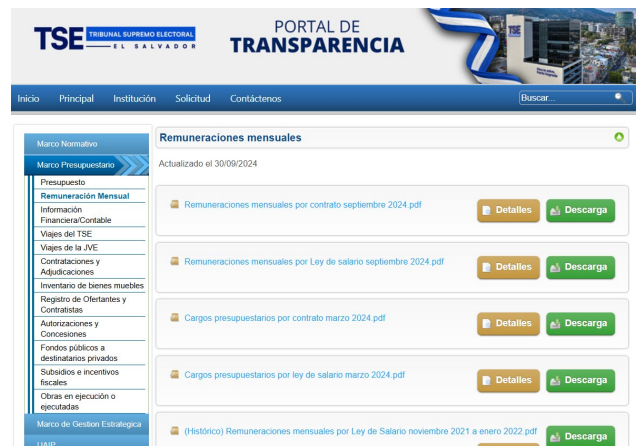 TSE TRIBUNAL SUPREMO ELECTORAL
EL SALVADOR
PORTAL DE
TRANSPARENCIA
TSE
Inicio Principal Institución Solicitud Contáctenos Buscar...
Marco Normativo
Marco Presupuestario
Presupuesto
Remuneración Mensual
Información
Financiera/Contable
Viajes del TSE
Viajes de la JVE
Contrataciones y
Adjudicaciones
Inventario de bienes muebles
Registro de Ofertantes y
Contratistas
Autorizaciones y
Concesiones
Fondos públicos a
destinatarios privados
Subsidios e incentivos
fiscales
Obras en ejecución o
ejecutadas
Marco de Gestion Estrategica
UAIP
Remuneraciones mensuales
Actualizado el 30/09/2024
Remuneraciones mensuales por contrato septiembre 2024.pdf Detalles Descarga
Remuneraciones mensuales por Ley de salario septiembre 2024.pdf Detalles Descarga
Cargos presupuestarios por contrato marzo 2024.pdf Detalles Descarga
Cargos presupuestarios por ley de salario marzo 2024.pdf Detalles Descarga
(Histórico) Remuneraciones mensuales por Ley de Salario noviembre 2021 a enero 2022.pdf Descarga